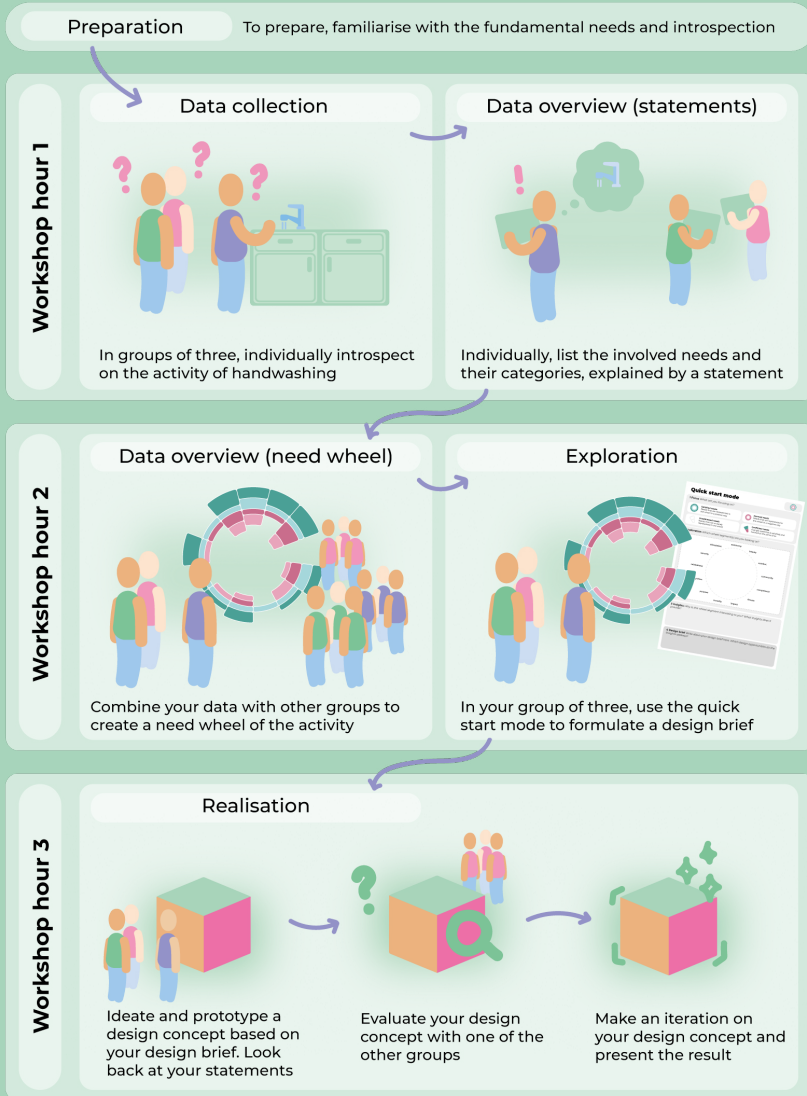 Preparation
To prepare, familiarise with the fundamental needs and introspection
Workshop hour 1
Data collection
In groups of three, individually introspect
on the activity of handwashing
Data overview (statements)
Individually, list the involved needs and
their categories, explained by a statement
Workshop hour 2
Data overview (need wheel)
Combine your data with other groups to
create a need wheel of the activity
Exploration
Quick start mode
In your group of three, use the quick
start mode to formulate a design brief
Workshop hour 3
Realisation
Ideate and prototype a
design concept based on
your design brief. Look
back at your statements
Evaluate your design
concept with one of the
other groups
Make an iteration on
your design concept and
present the result